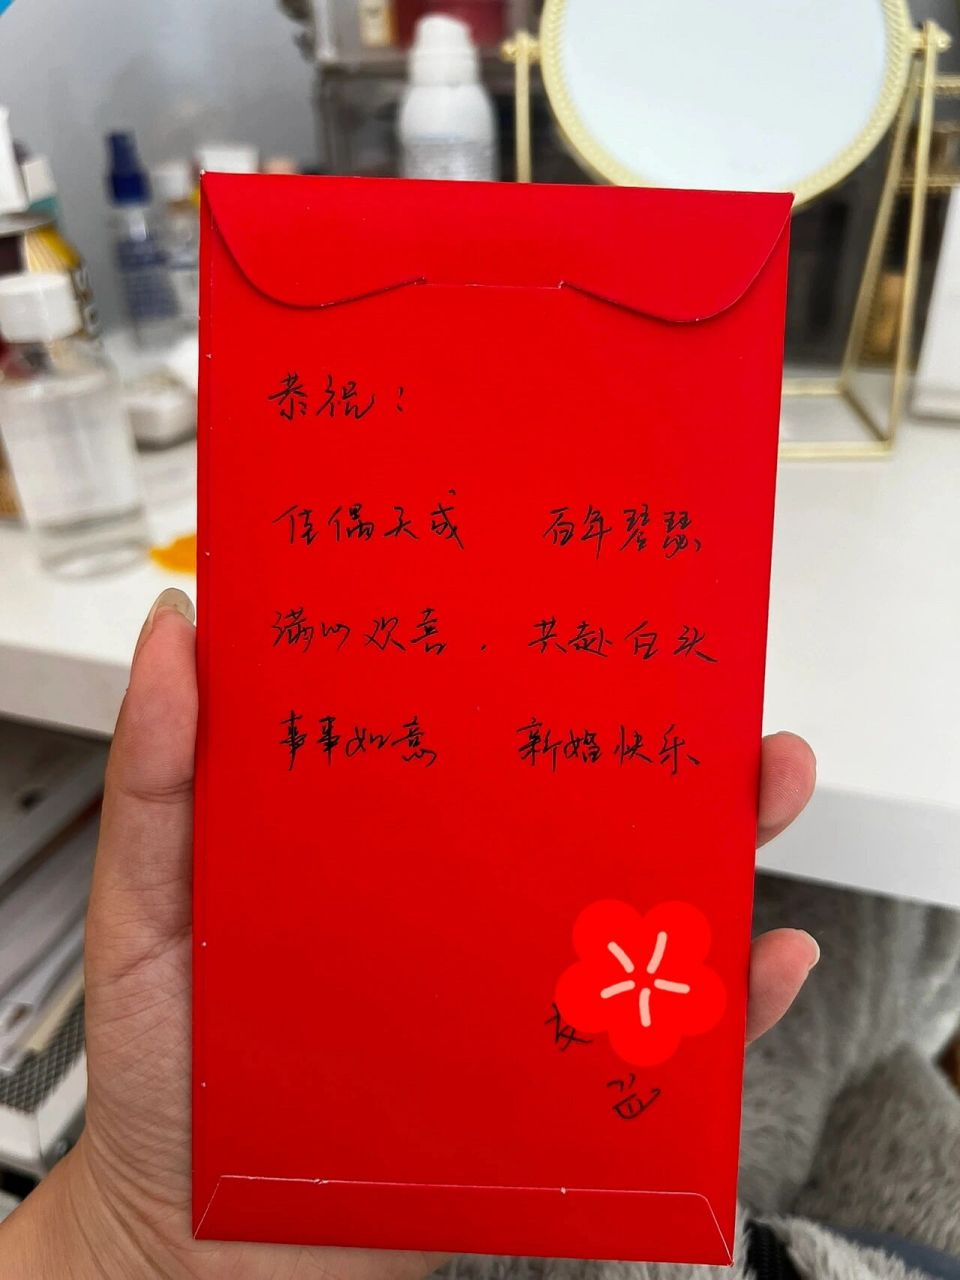 恭祝：
佳偶天成 百年琴瑟
满心欢喜，共赴白头
事事如意 新婚快乐
友